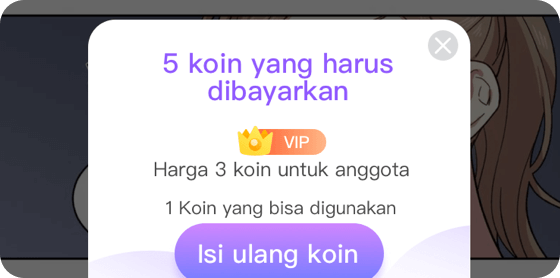 5 koin yang harus
dibayarkan
VIP
Harga 3 koin untuk anggota
1 Koin yang bisa digunakan
Isi ulang koin